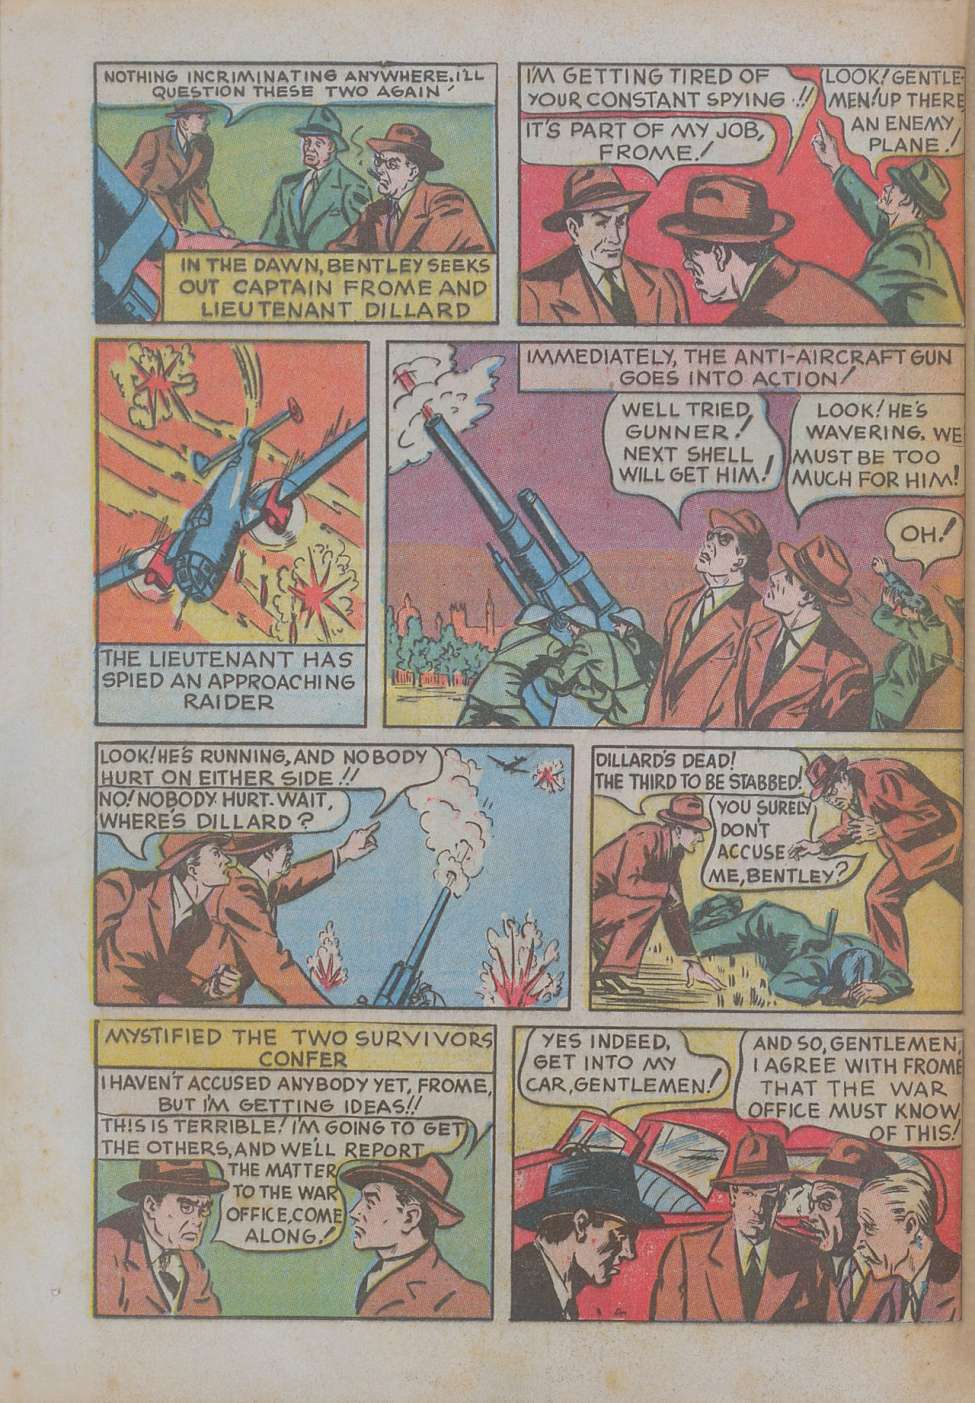 NOTHING INCRIMINATING ANYWHERE. I'LL
QUESTION THESE TWO AGAIN!
IN THE DAWN, BENTLEY SEEKS
OUT CAPTAIN FROME AND
LIEUTENANT DILLARD
I'M GETTING TIRED OF
YOUR CONSTANT SPYING!!
IT'S PART OF MY JOB,
FROME!
LOOK! GENTLE-
MEN! UP THERE
AN ENEMY
PLANE!
THE LIEUTENANT HAS
SPIED AN APPROACHING
RAIDER
IMMEDIATELY, THE ANTI-AIRCRAFT GUN
GOES INTO ACTION!
WELL TRIED,
GUNNER!
NEXT SHELL
WILL GET HIM!
LOOK! HE'S
WAVERING. WE
MUST BE TOO
MUCH FOR HIM!
OH!
LOOK! HE'S RUNNING, AND NOBODY
HURT ON EITHER SIDE!!
NO! NOBODY HURT. WAIT,
WHERE'S DILLARD?
DILLARD'S DEAD!
THE THIRD TO BE STABBED!
YOU SURELY
DON'T
ACCUSE
ME, BENTLEY?
MYSTIFIED THE TWO SURVIVORS
CONFER
I HAVEN'T ACCUSED ANYBODY YET, FROME,
BUT I'M GETTING IDEAS!!
THIS IS TERRIBLE! I'M GOING TO GET
THE OTHERS, AND WE'LL REPORT
THE MATTER
TO THE WAR
OFFICE, COME
ALONG!
YES INDEED,
GET INTO MY
CAR, GENTLEMEN!
AND SO, GENTLEMEN,
I AGREE WITH FROME
THAT THE WAR
OFFICE MUST KNOW
OF THIS!